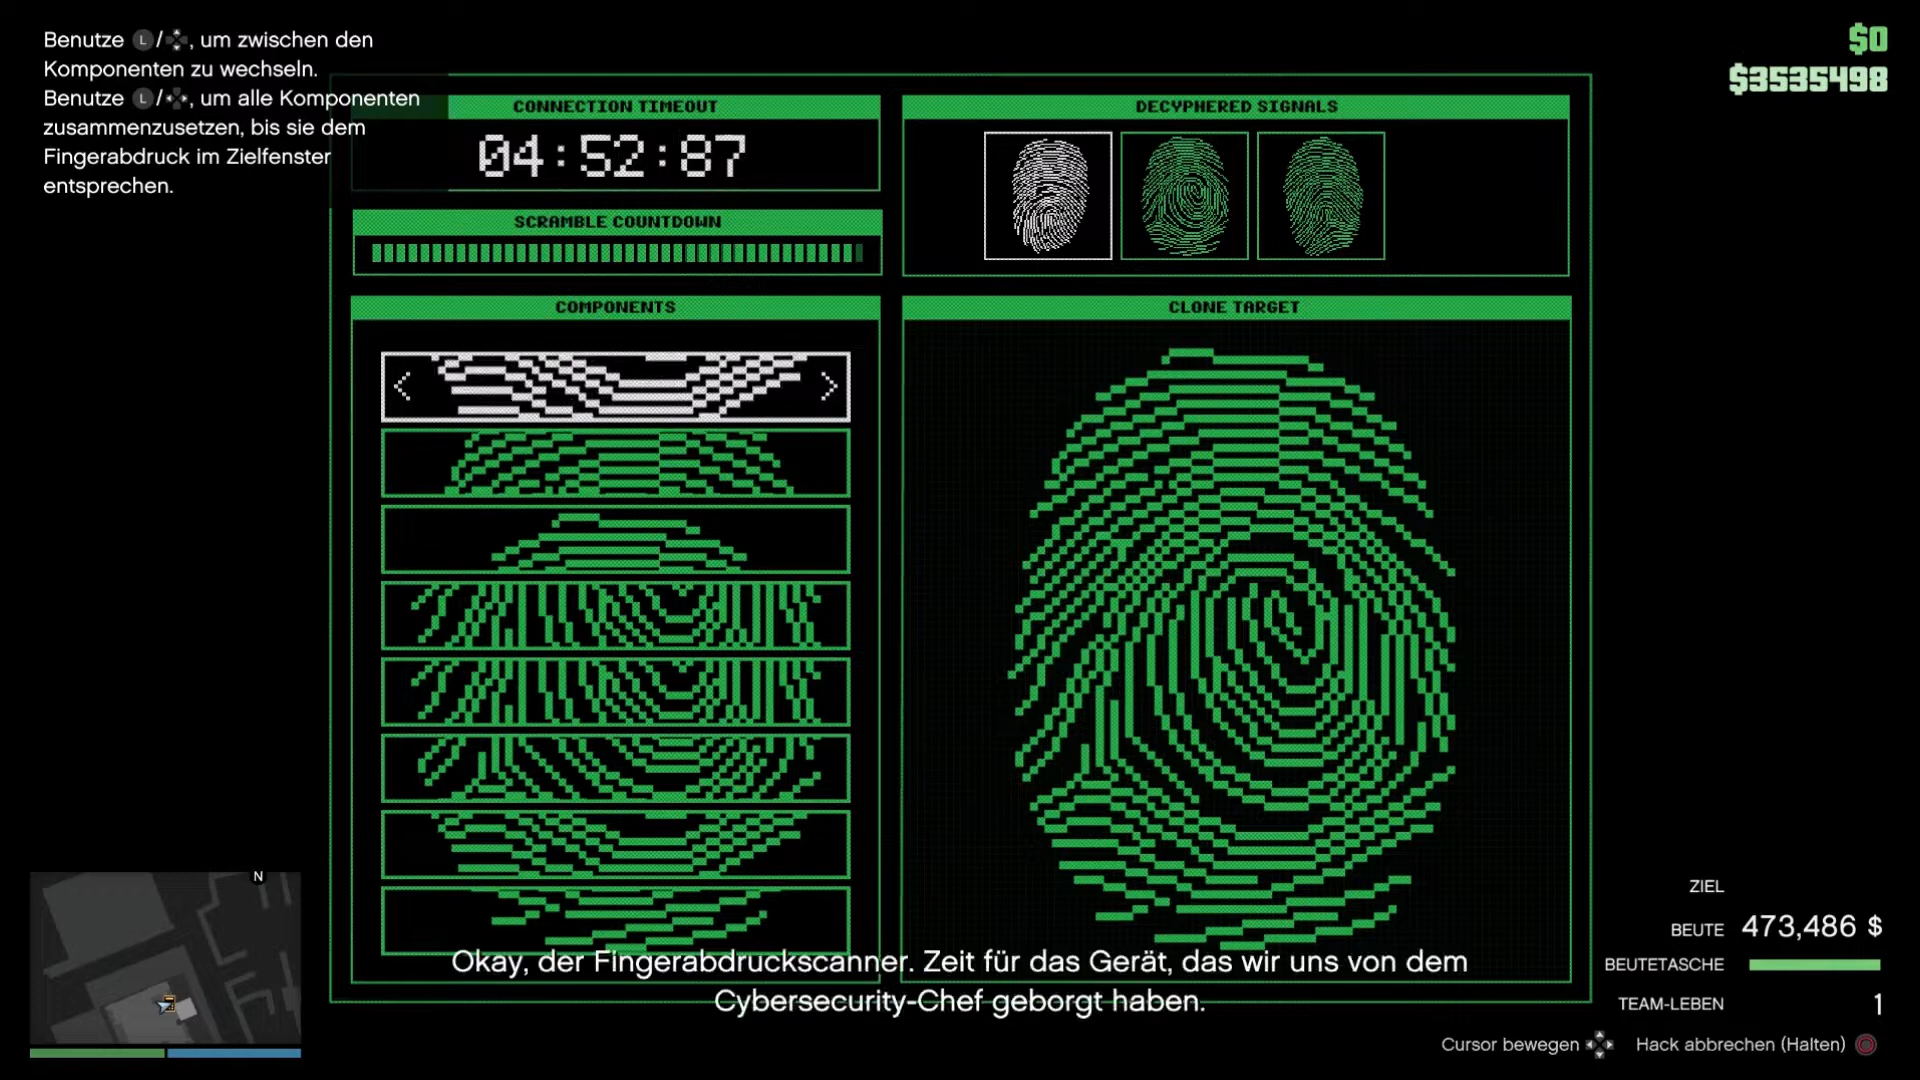 Benutze L/, um zwischen den
Komponenten zu wechseln.
Benutze L/, um alle Komponenten
zusammenzusetzen, bis sie dem
Fingerabdruck im Zielfenster
entsprechen.
$0
$3535498
CONNECTION TIMEOUT
04:52:87
SCRAMBLE COUNTDOWN
DECYPHERED SIGNALS
COMPONENTS
CLONE TARGET
N
ZIEL
BEUTE 473,486 $
BEUTETASCHE
TEAM-LEBEN 1
Okay, der Fingerabdruckscanner. Zeit für das Gerät, das wir uns von dem
Cybersecurity-Chef geborgt haben.
Cursor bewegen Hack abbrechen (Halten)